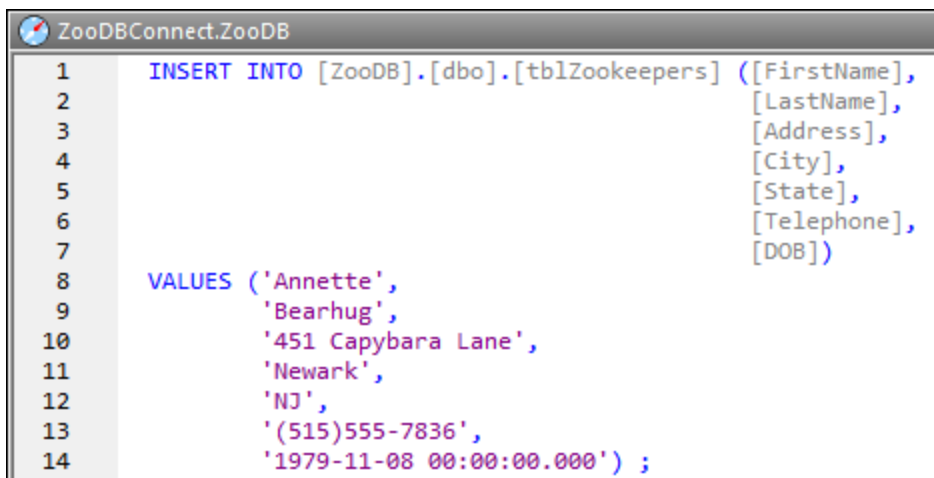 ZooDBConnect.ZooDB
1 INSERT INTO [ZooDB].[dbo].[tblZookeepers] ([FirstName],
2 [LastName],
3 [Address],
4 [City],
5 [State],
6 [Telephone],
7 [DOB])
8 VALUES ('Annette',
9 'Bearhug',
10 '451 Capybara Lane',
11 'Newark',
12 'NJ',
13 '(515)555-7836',
14 '1979-11-08 00:00:00.000') ;